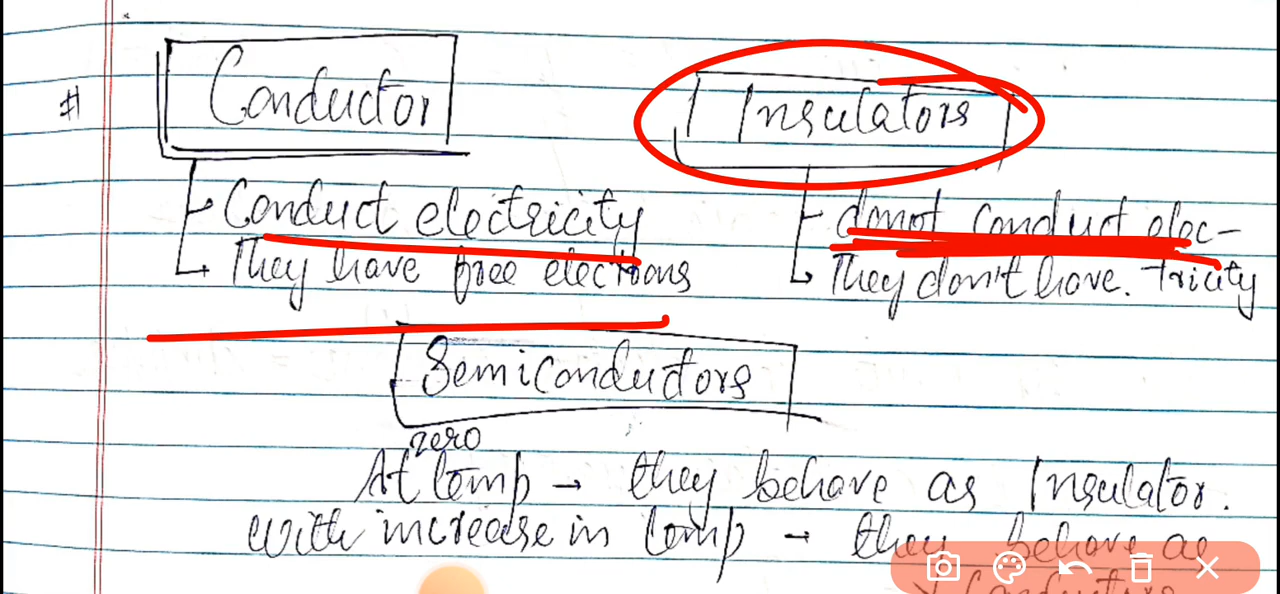 # Conductor Insulators
Conduct electricity donot conduct elec-
They have free electrons They don't have. tricity
Semiconductors
zero
At temp → they behave as Insulator.
with increase in temp → they behave as
Conductors